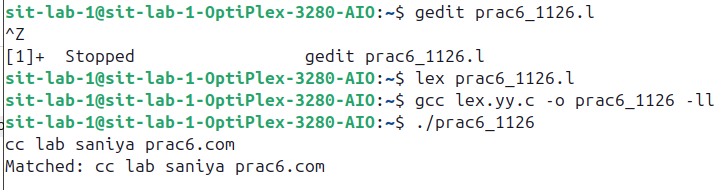 sit-lab-1@sit-lab-1-OptiPlex-3280-AIO:~$ gedit prac6_1126.l
^Z
[1]+  Stopped                 gedit prac6_1126.l
sit-lab-1@sit-lab-1-OptiPlex-3280-AIO:~$ lex prac6_1126.l
sit-lab-1@sit-lab-1-OptiPlex-3280-AIO:~$ gcc lex.yy.c -o prac6_1126 -ll
sit-lab-1@sit-lab-1-OptiPlex-3280-AIO:~$ ./prac6_1126
cc lab saniya prac6.com
Matched: cc lab saniya prac6.com